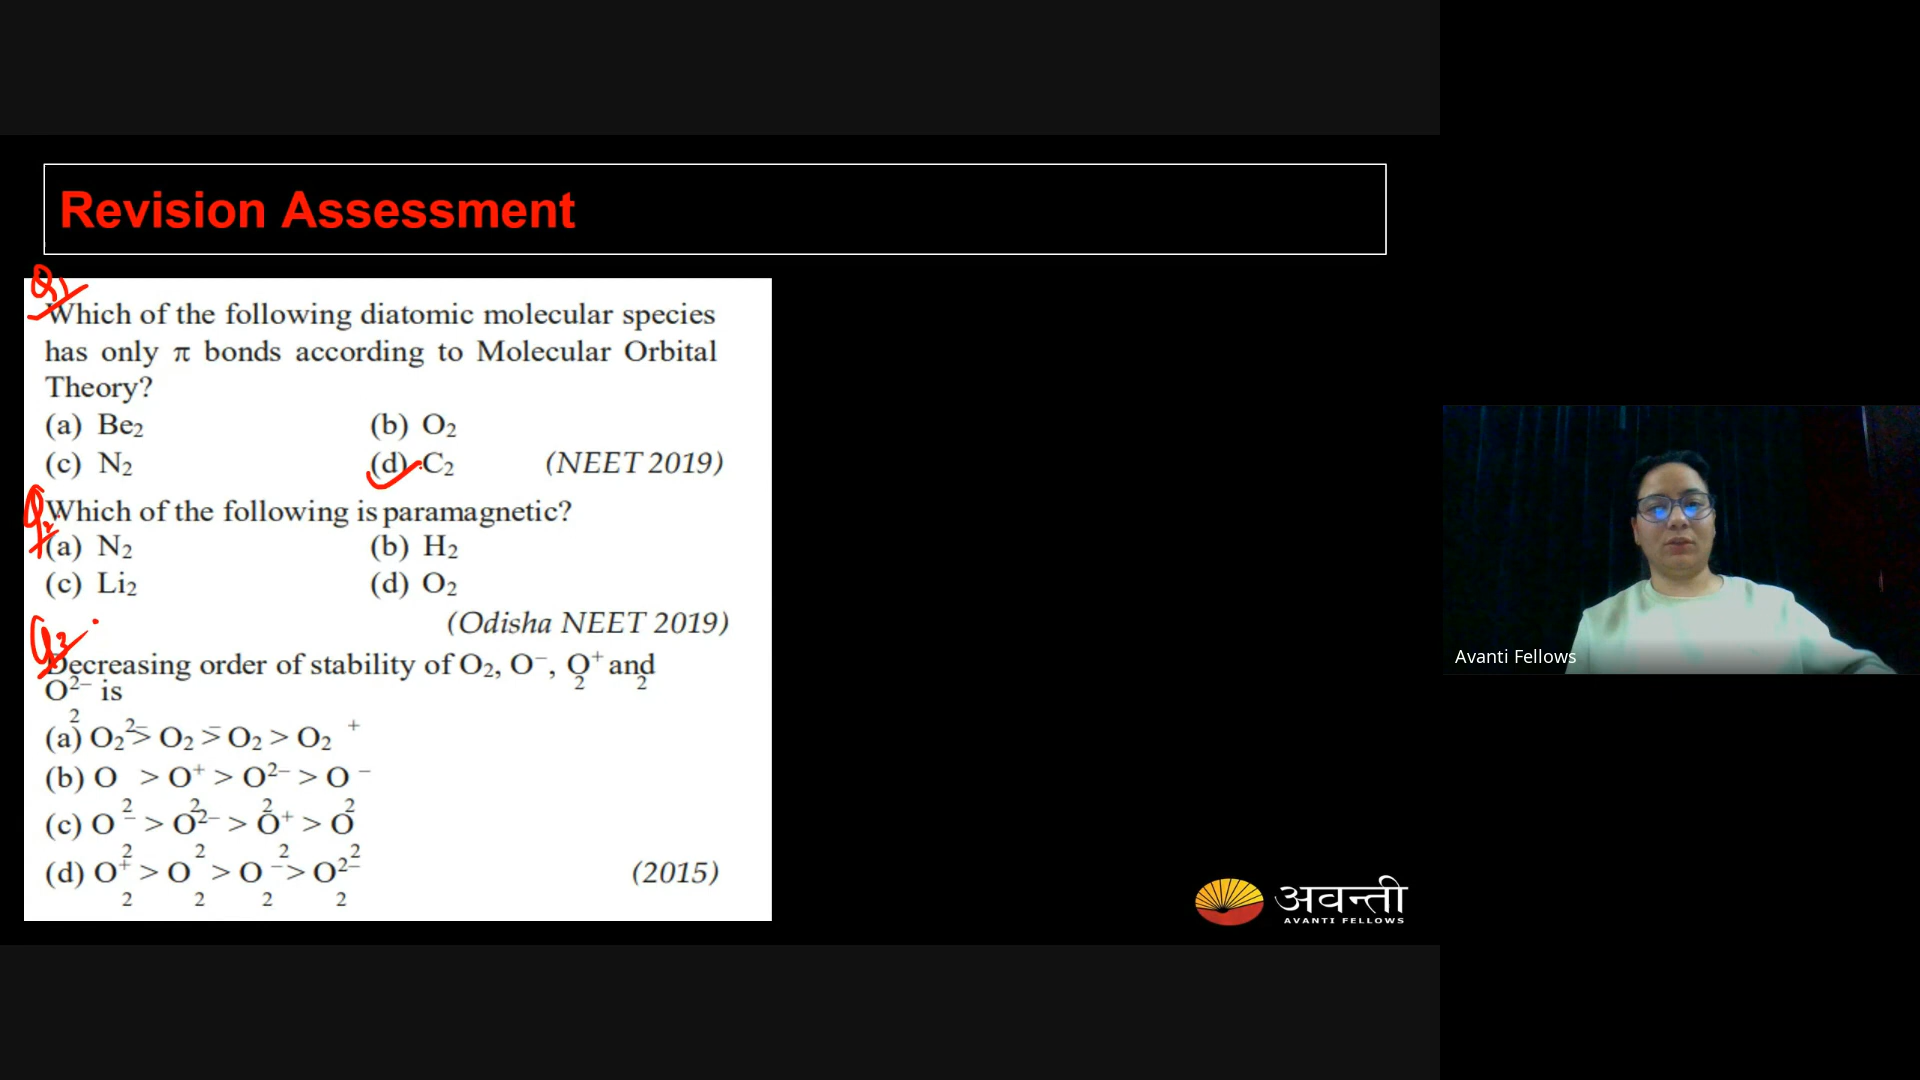 Revision Assessment
Q1
Which of the following diatomic molecular species
has only π bonds according to Molecular Orbital
Theory?
(a) Be₂ (b) O₂
(c) N₂ (d) C₂ (NEET 2019)
Q2
Which of the following is paramagnetic?
(a) N₂ (b) H₂
(c) Li₂ (d) O₂
(Odisha NEET 2019)
Q3
Decreasing order of stability of O₂, O₂⁻, O₂⁺ and
O₂²⁻ is
(a) O₂²⁻ > O₂⁻ > O₂ > O₂⁺
(b) O₂ > O₂⁺ > O₂²⁻ > O₂⁻
(c) O₂⁻ > O₂²⁻ > O₂⁺ > O₂
(d) O₂⁺ > O₂ > O₂⁻ > O₂²⁻ (2015)
अवन्ती
AVANTI FELLOWS
Avanti Fellows